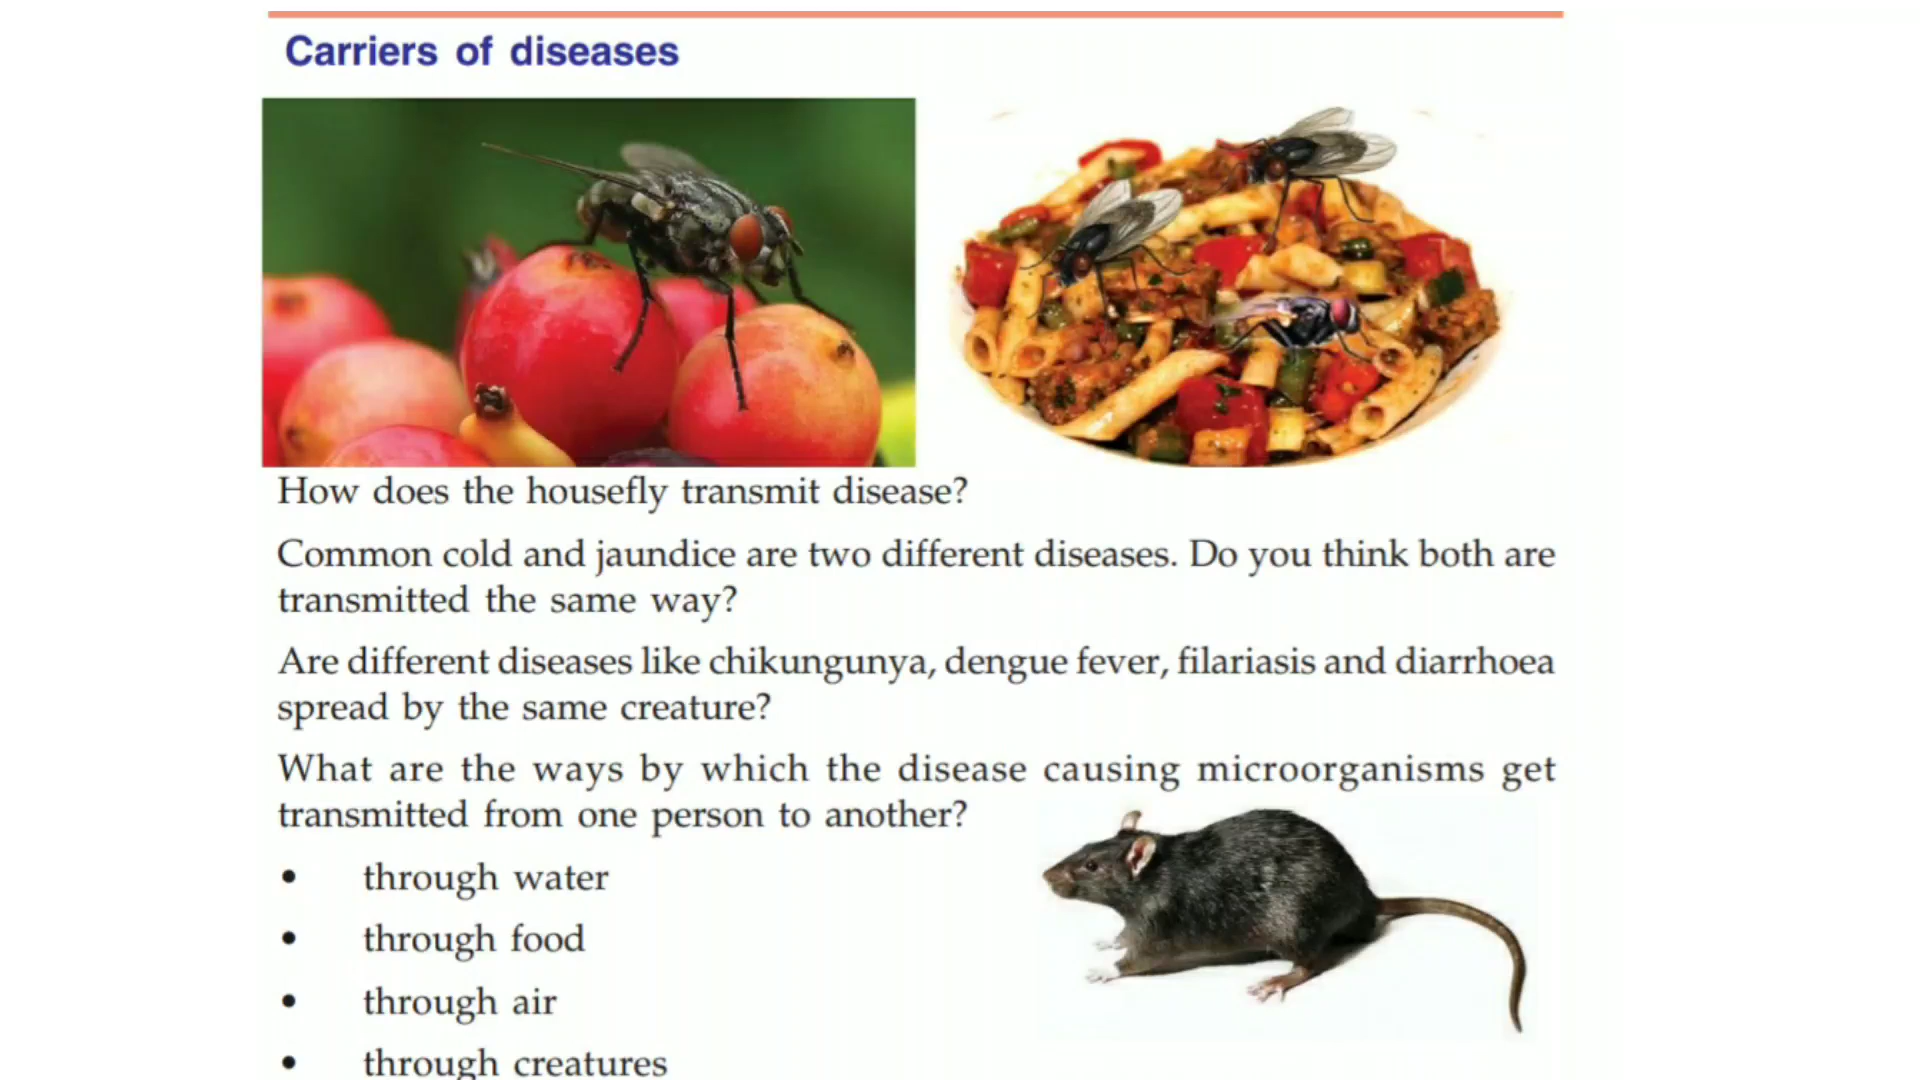 Carriers of diseases
How does the housefly transmit disease?
Common cold and jaundice are two different diseases. Do you think both are
transmitted the same way?
Are different diseases like chikungunya, dengue fever, filariasis and diarrhoea
spread by the same creature?
What are the ways by which the disease causing microorganisms get
transmitted from one person to another?
• through water
• through food
• through air
• through creatures